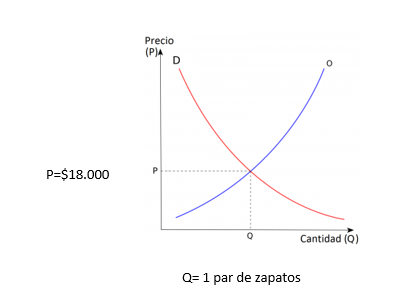 Precio
(P)
D
O
P=$18.000
P
Q
Cantidad (Q)
Q= 1 par de zapatos